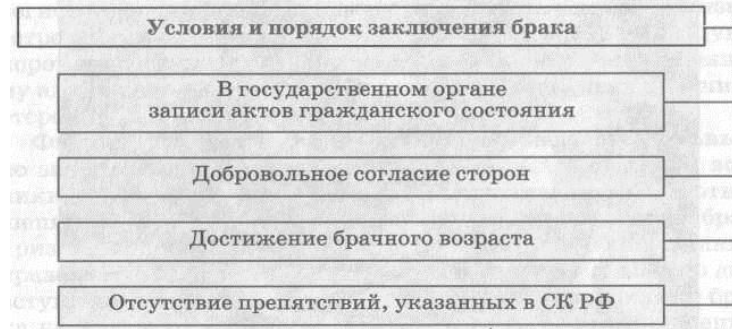 Условия и порядок заключения брака
В государственном органе
записи актов гражданского состояния
Добровольное согласие сторон
Достижение брачного возраста
Отсутствие препятствий, указанных в СК РФ